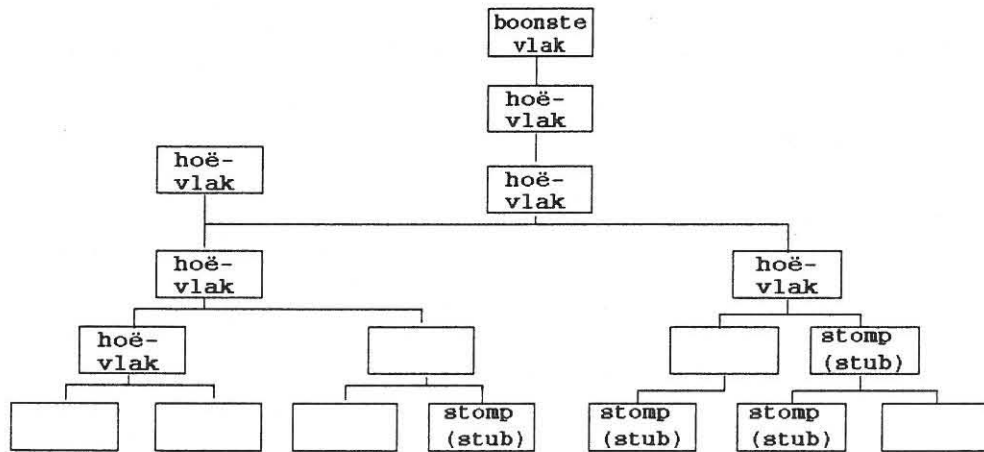 boonste
vlak
hoë-
vlak
hoë-
vlak
hoë-
vlak
hoë-
vlak
hoë-
vlak
hoë-
vlak
stomp
(stub)
stomp
(stub)
stomp
(stub)
stomp
(stub)